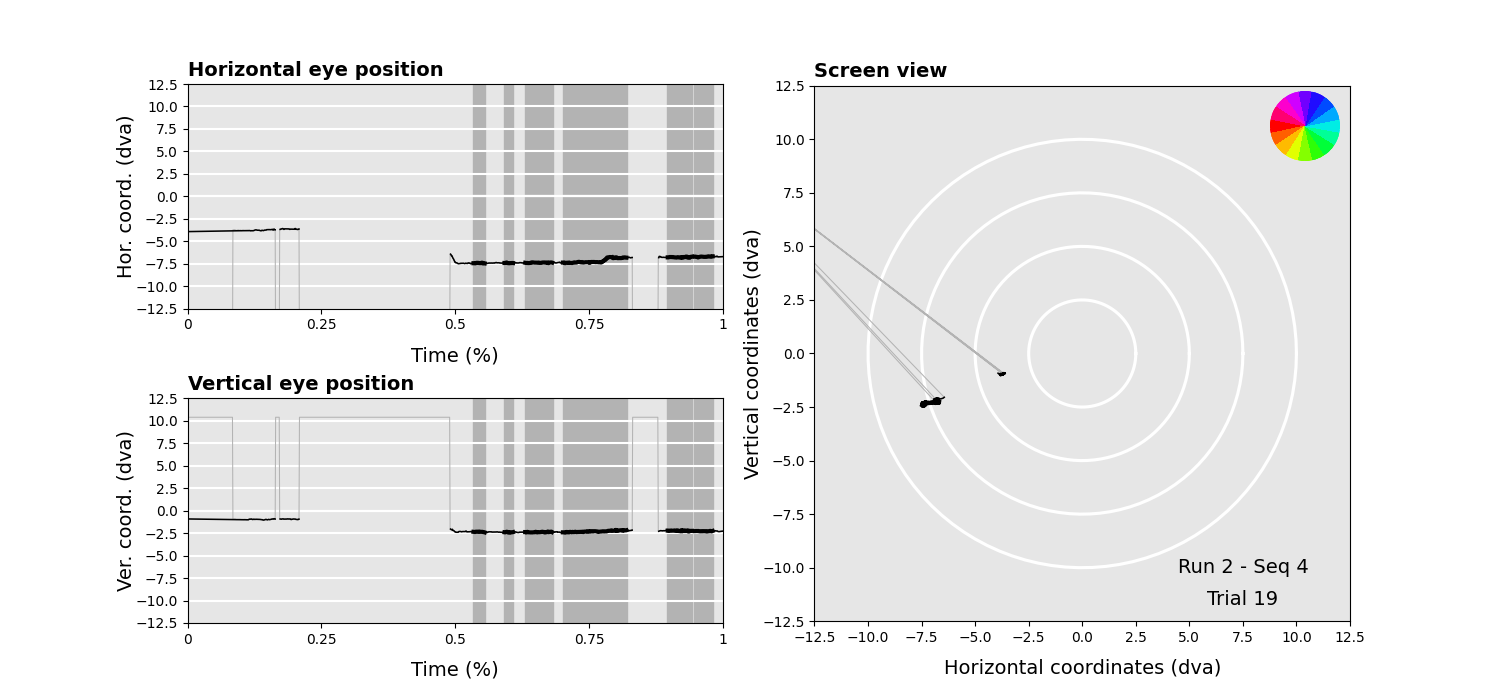 Horizontal eye position
12.5
10.0
7.5
5.0
2.5
0.0
−2.5
−5.0
−7.5
−10.0
−12.5
Hor. coord. (dva)
0 0.25 0.5 0.75 1
Time (%)
Vertical eye position
12.5
10.0
7.5
5.0
2.5
0.0
−2.5
−5.0
−7.5
−10.0
−12.5
Ver. coord. (dva)
0 0.25 0.5 0.75 1
Time (%)
Screen view
12.5
10.0
7.5
5.0
2.5
0.0
−2.5
−5.0
−7.5
−10.0
−12.5
Vertical coordinates (dva)
Run 2 - Seq 4
Trial 19
−12.5 −10.0 −7.5 −5.0 −2.5 0.0 2.5 5.0 7.5 10.0 12.5
Horizontal coordinates (dva)